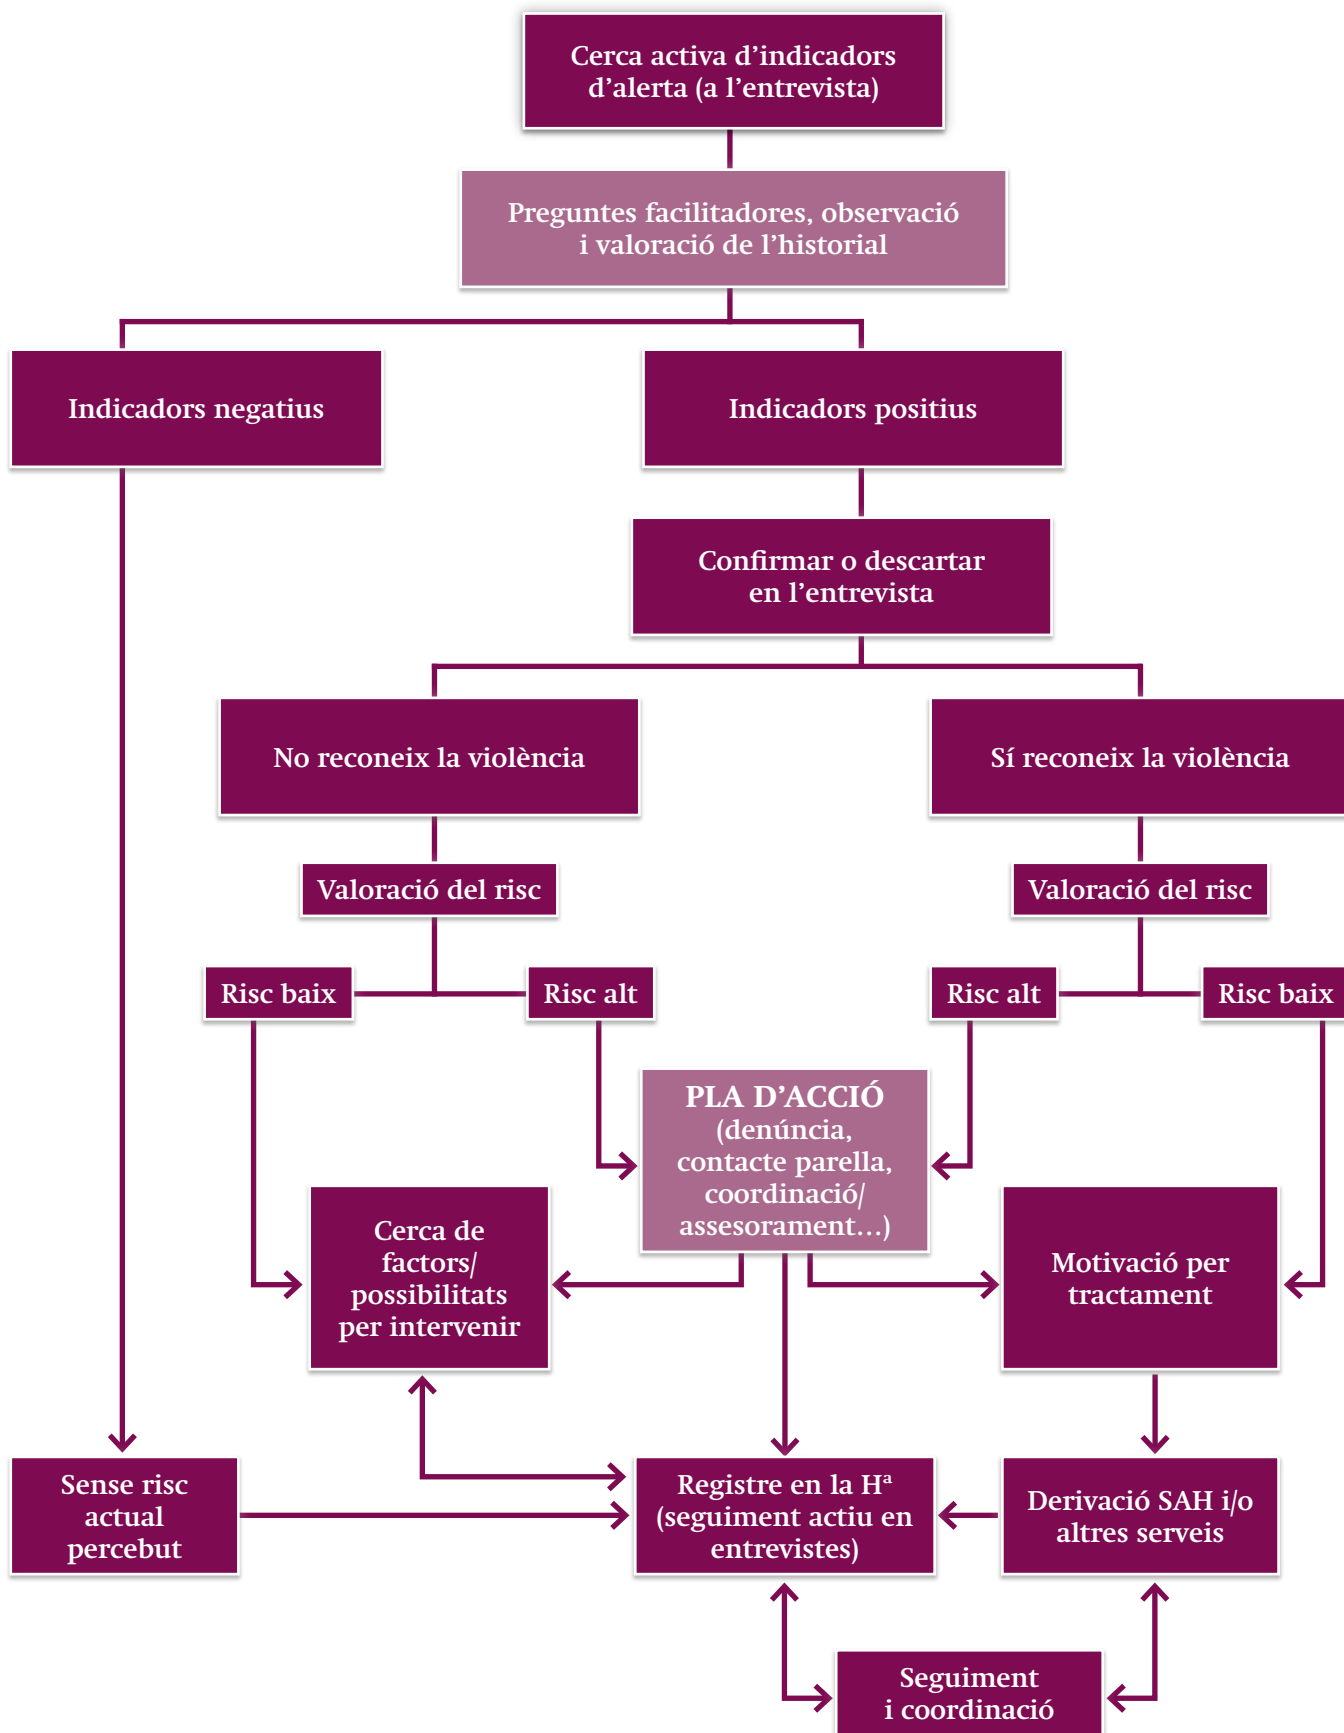 Cerca activa d’indicadors
d’alerta (a l’entrevista)
Preguntes facilitadores, observació
i valoració de l’historial
Indicadors negatius
Indicadors positius
Confirmar o descartar
en l’entrevista
No reconeix la violència
Sí reconeix la violència
Valoració del risc
Valoració del risc
Risc baix
Risc alt
Risc alt
Risc baix
PLA D’ACCIÓ
(denúncia,
contacte parella,
coordinació/
assesorament…)
Cerca de
factors/
possibilitats
per intervenir
Motivació per
tractament
Sense risc
actual
percebut
Registre en la Hª
(seguiment actiu en
entrevistes)
Derivació SAH i/o
altres serveis
Seguiment
i coordinació